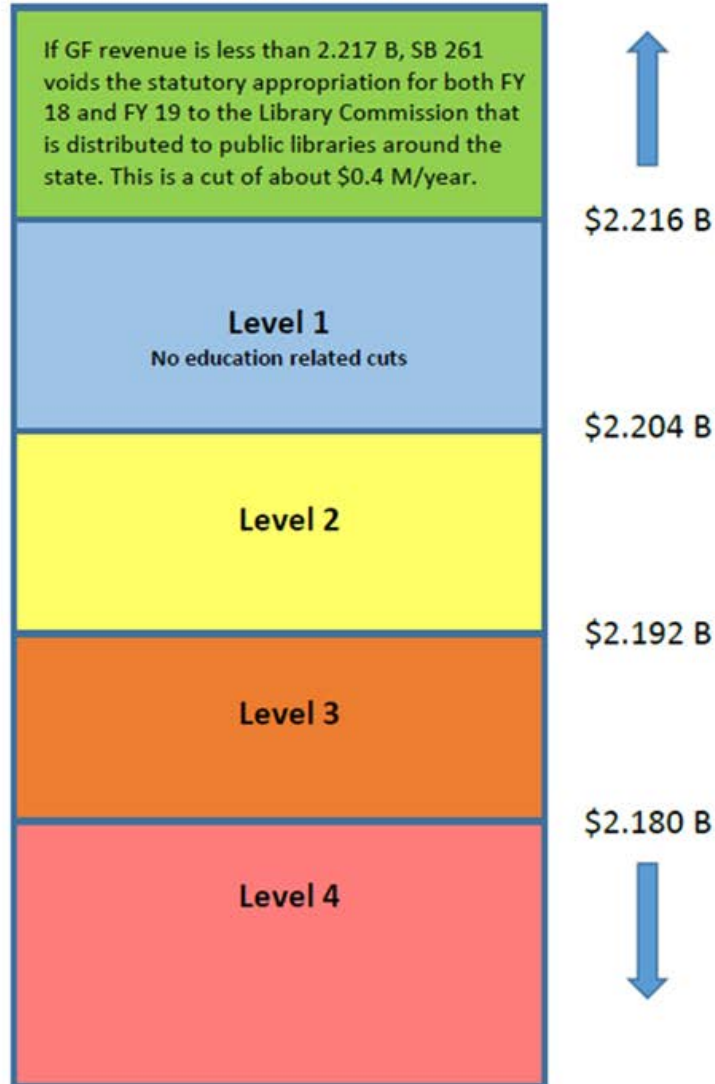 If GF revenue is less than 2.217 B, SB 261
voids the statutory appropriation for both FY
18 and FY 19 to the Library Commission that
is distributed to public libraries around the
state. This is a cut of about $0.4 M/year.
$2.216 B
Level 1
No education related cuts
$2.204 B
Level 2
$2.192 B
Level 3
$2.180 B
Level 4